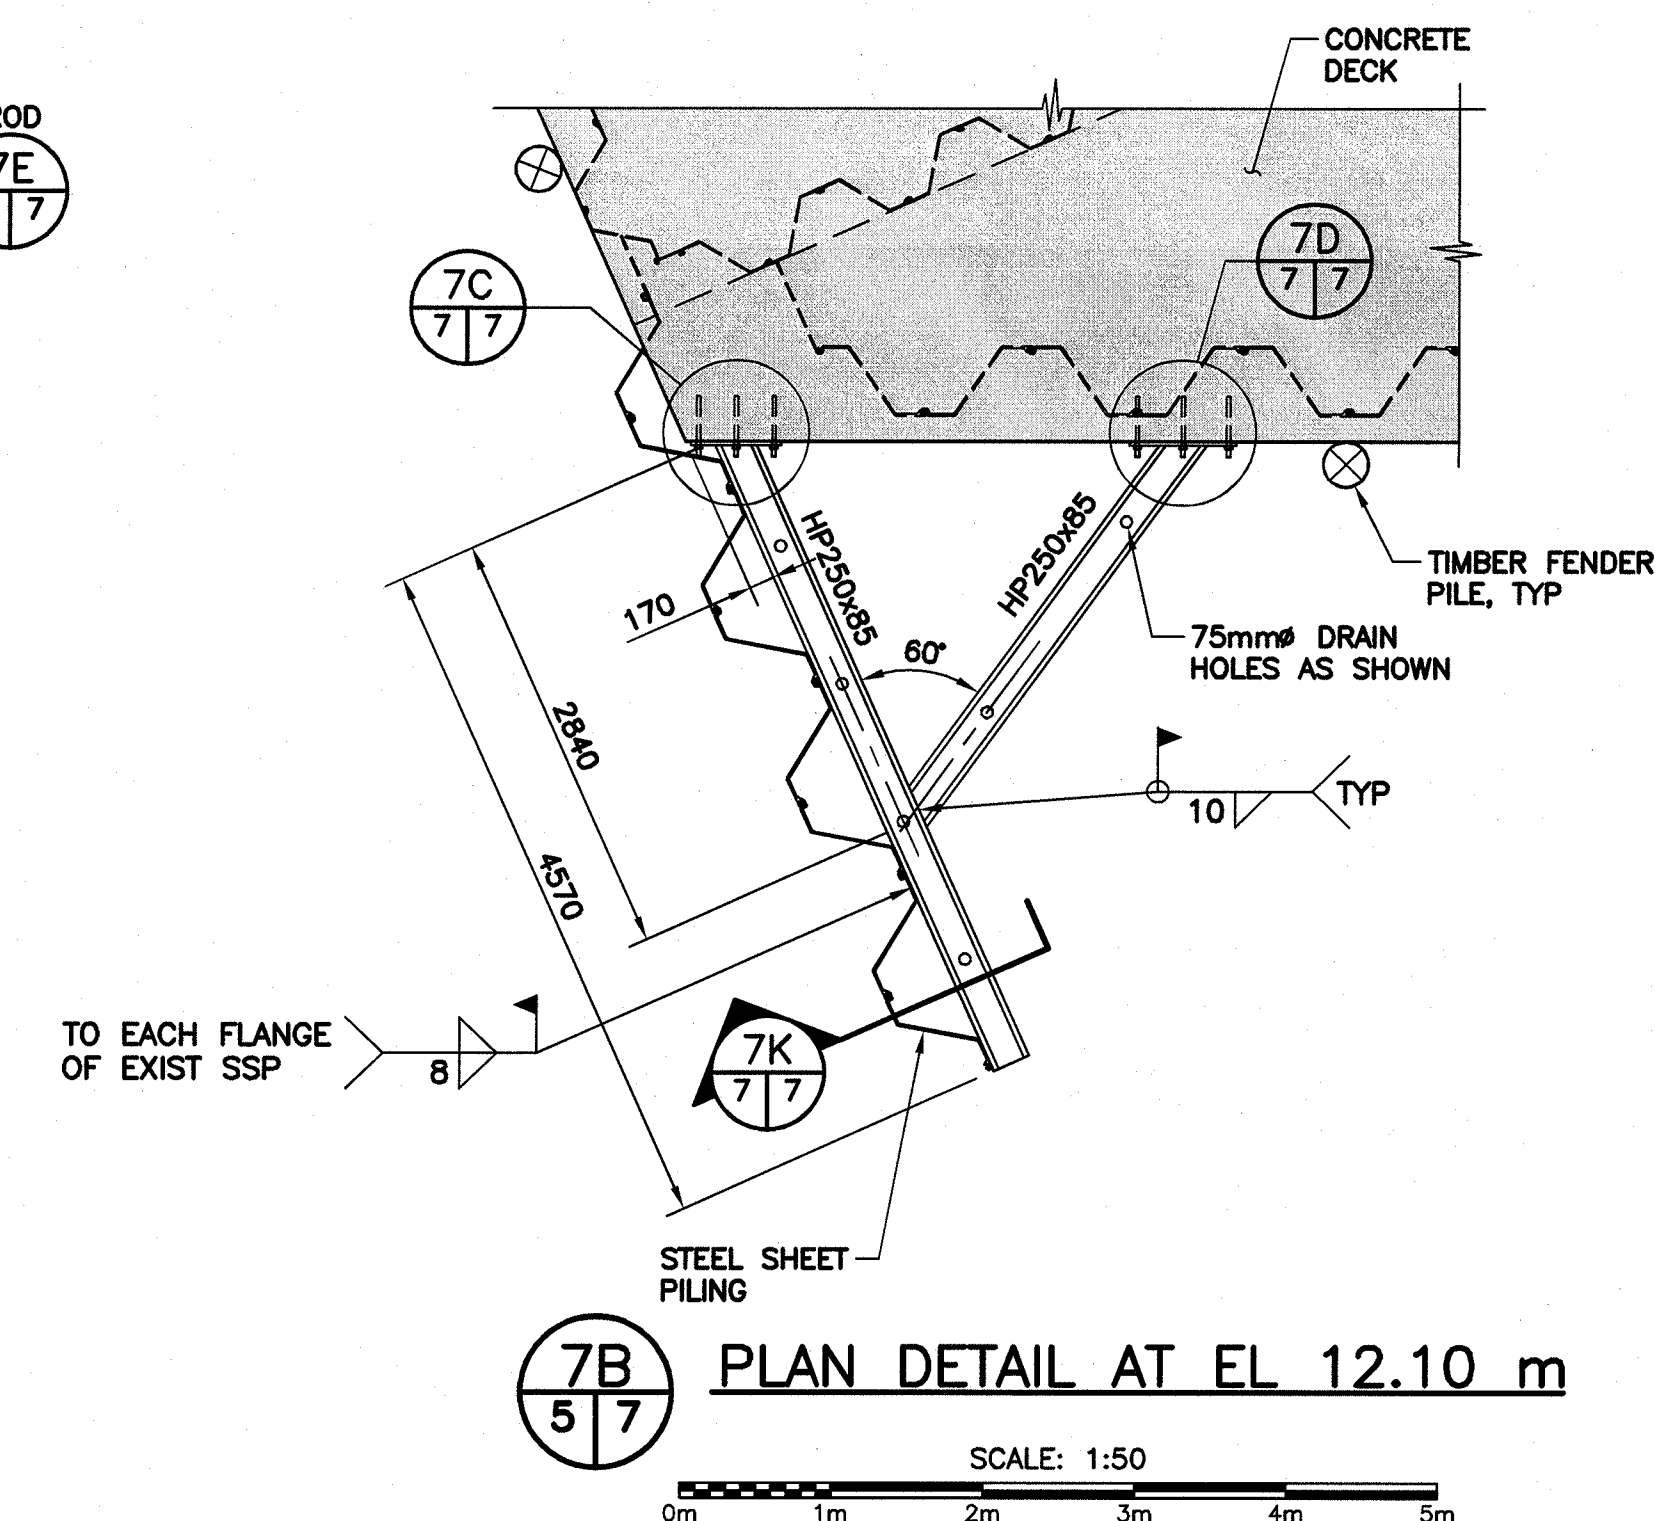 CONCRETE
DECK
ROD
7E
7
7C
7 7
7D
7 7
HP250x85
HP250x85
TIMBER FENDER
PILE, TYP
170
75mmø DRAIN
HOLES AS SHOWN
60°
2840
10
TYP
4570
TO EACH FLANGE
OF EXIST SSP
8
7K
7 7
STEEL SHEET
PILING
7B
5 7
PLAN DETAIL AT EL 12.10 m
SCALE: 1:50
0m 1m 2m 3m 4m 5m